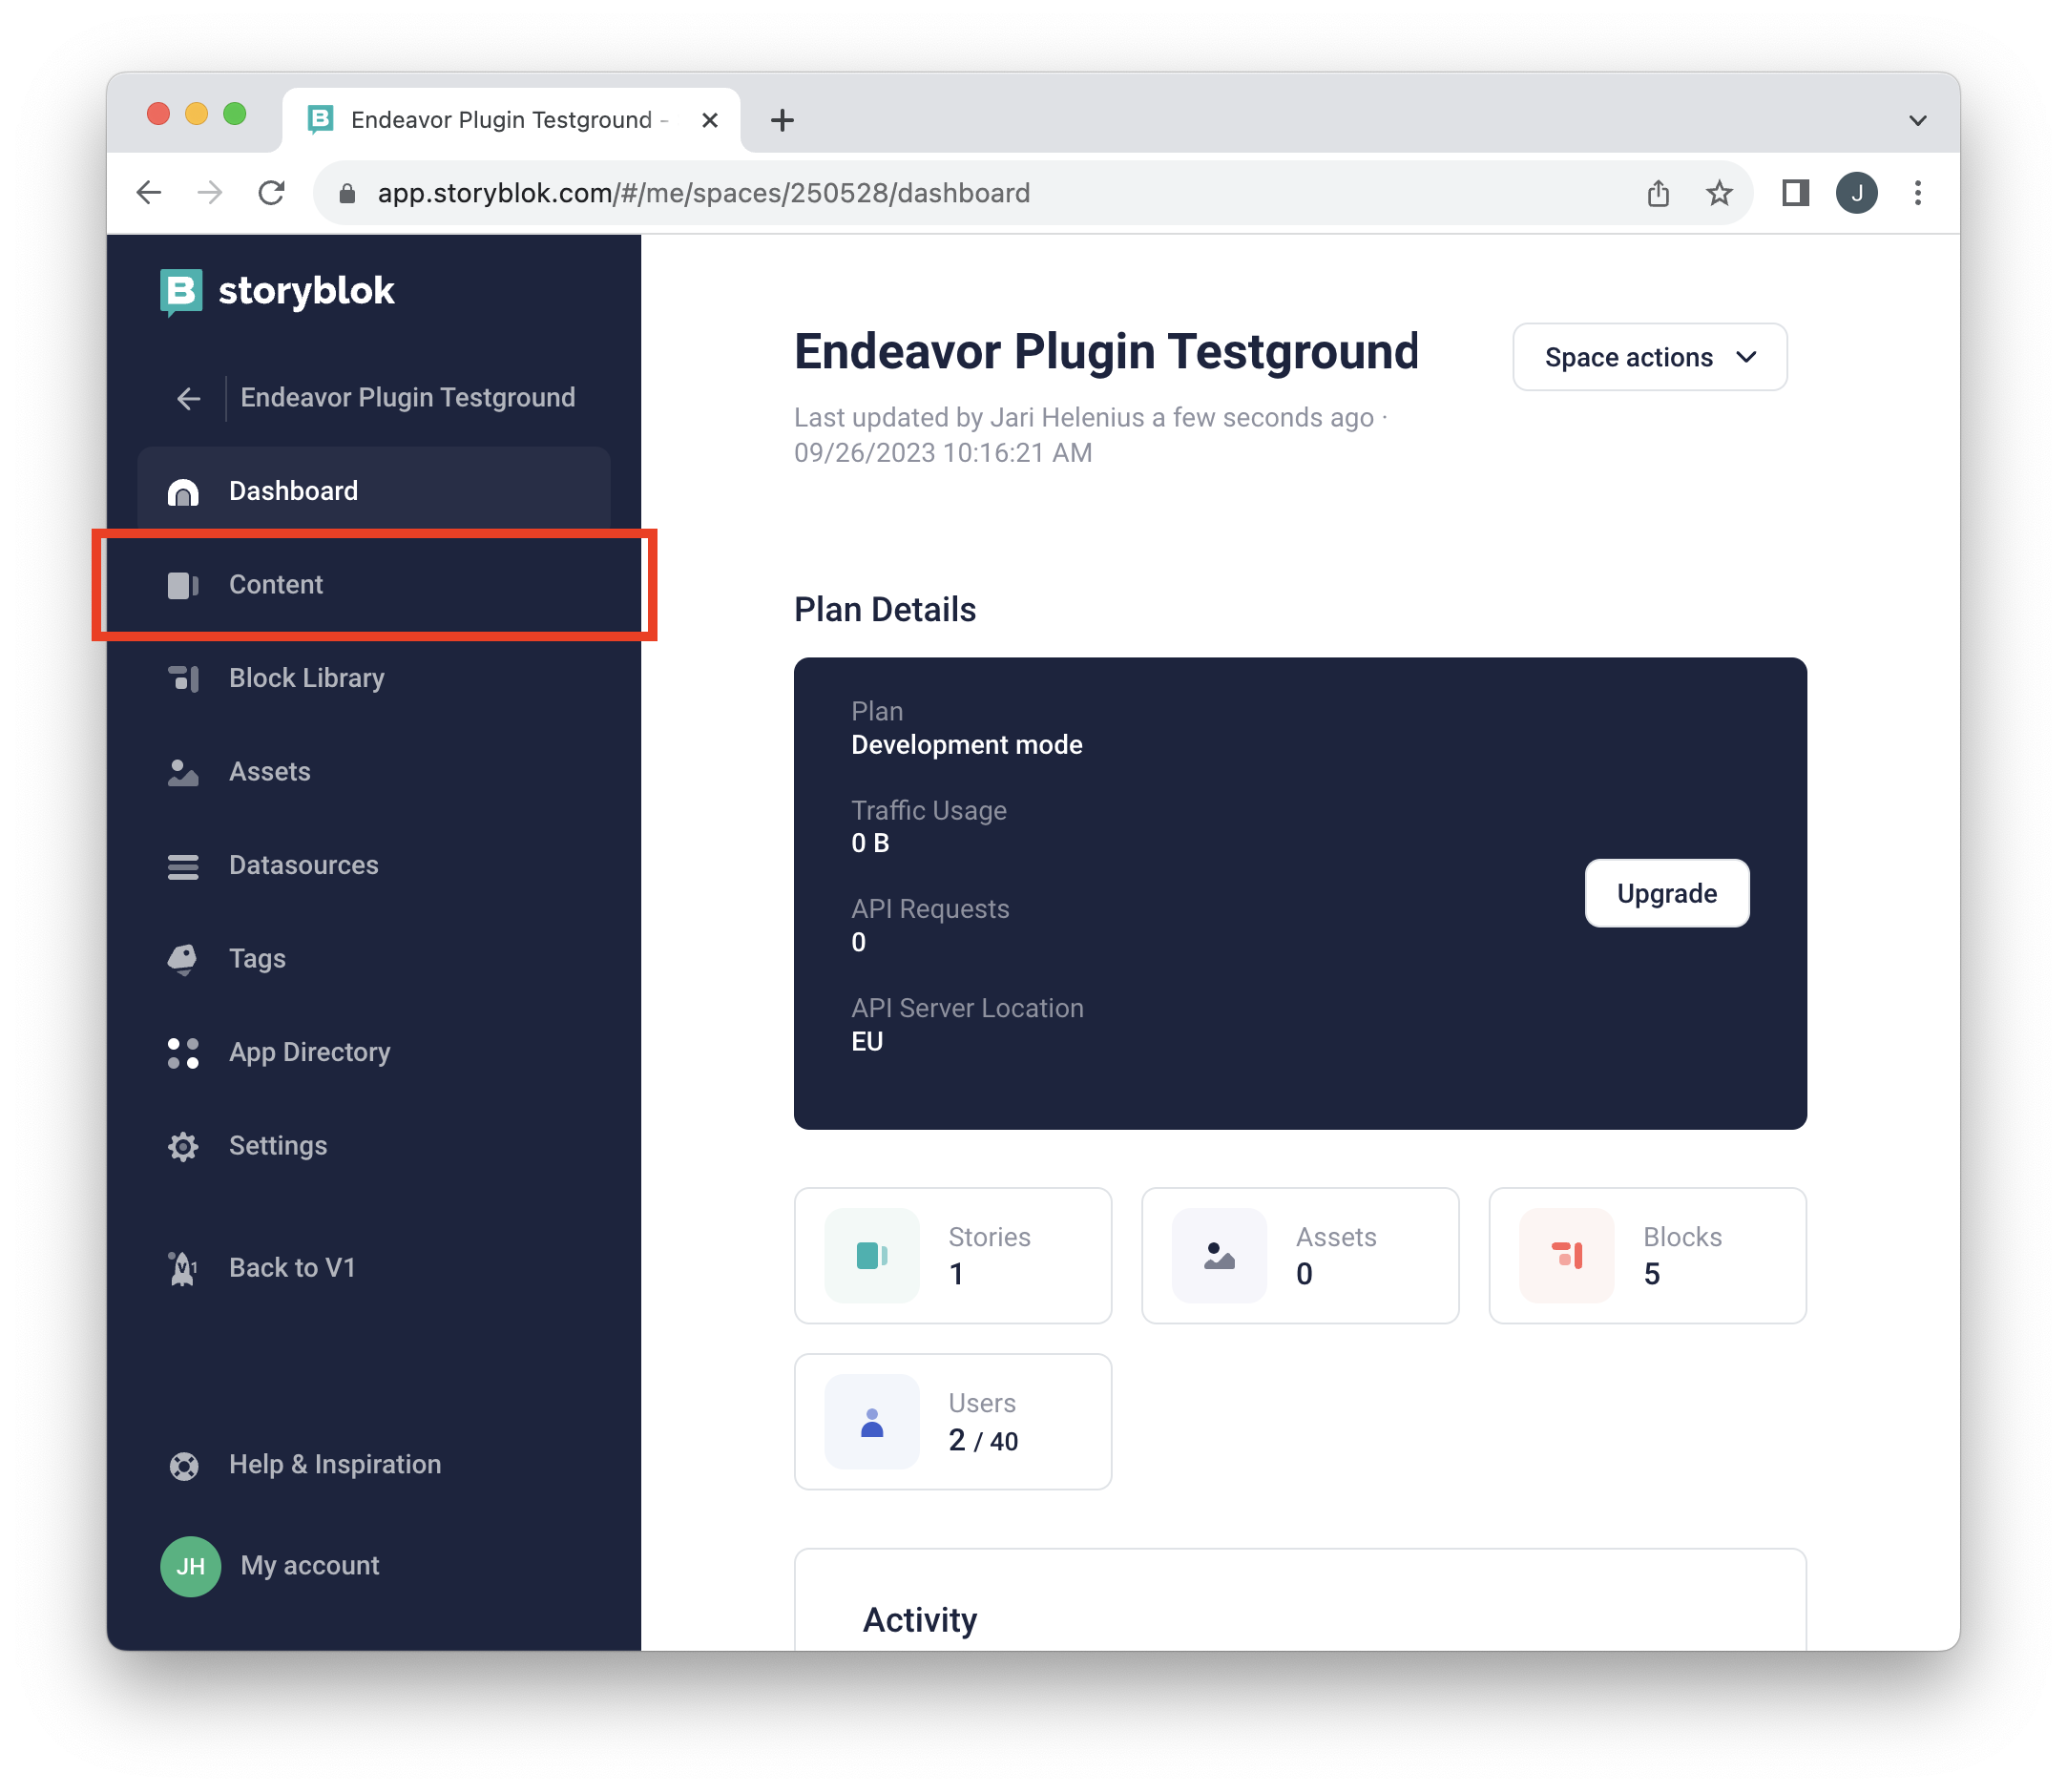 Endeavor Plugin Testground -
app.storyblok.com/#/me/spaces/250528/dashboard
J
B storyblok
Endeavor Plugin Testground
Dashboard
Content
Block Library
Assets
Datasources
Tags
App Directory
Settings
V1 Back to V1
Help & Inspiration
JH My account
Endeavor Plugin Testground
Space actions
Last updated by Jari Helenius a few seconds ago ·
09/26/2023 10:16:21 AM
Plan Details
Plan
Development mode
Traffic Usage
0 B
API Requests
0
API Server Location
EU
Upgrade
Stories
1
Assets
0
Blocks
5
Users
2 / 40
Activity